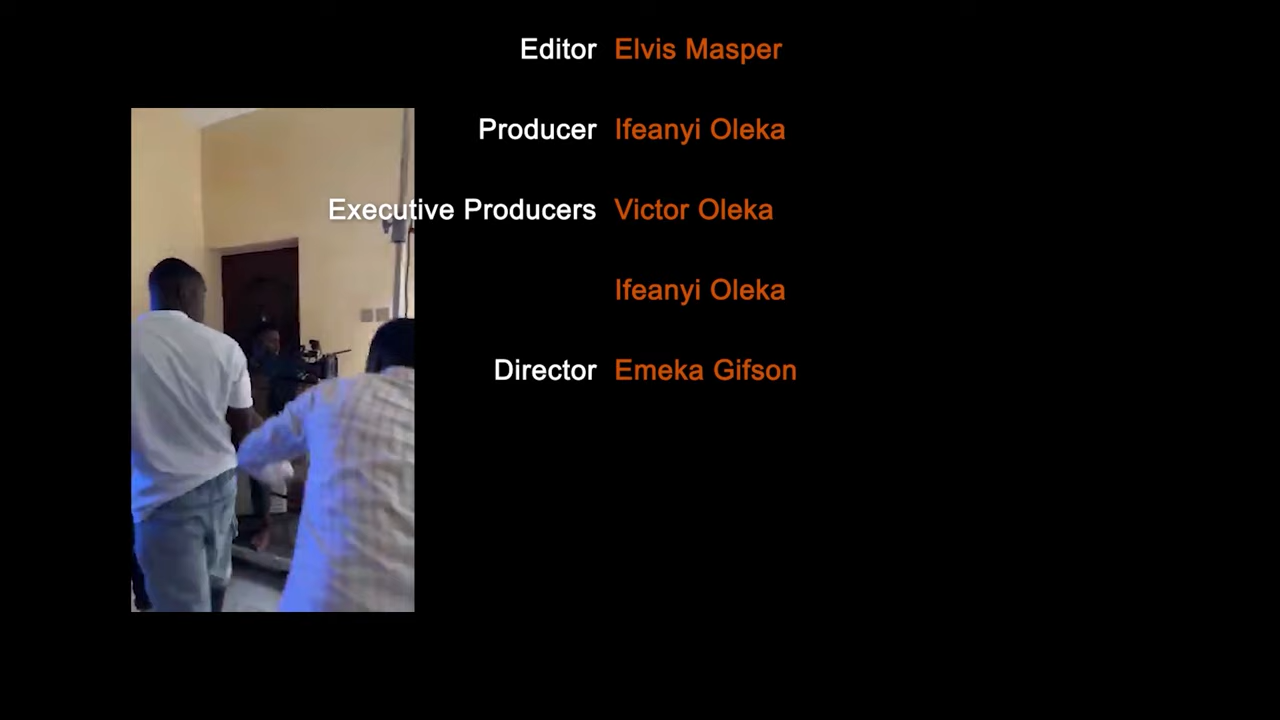 Editor Elvis Masper
Producer Ifeanyi Oleka
Executive Producers Victor Oleka
Ifeanyi Oleka
Director Emeka Gifson